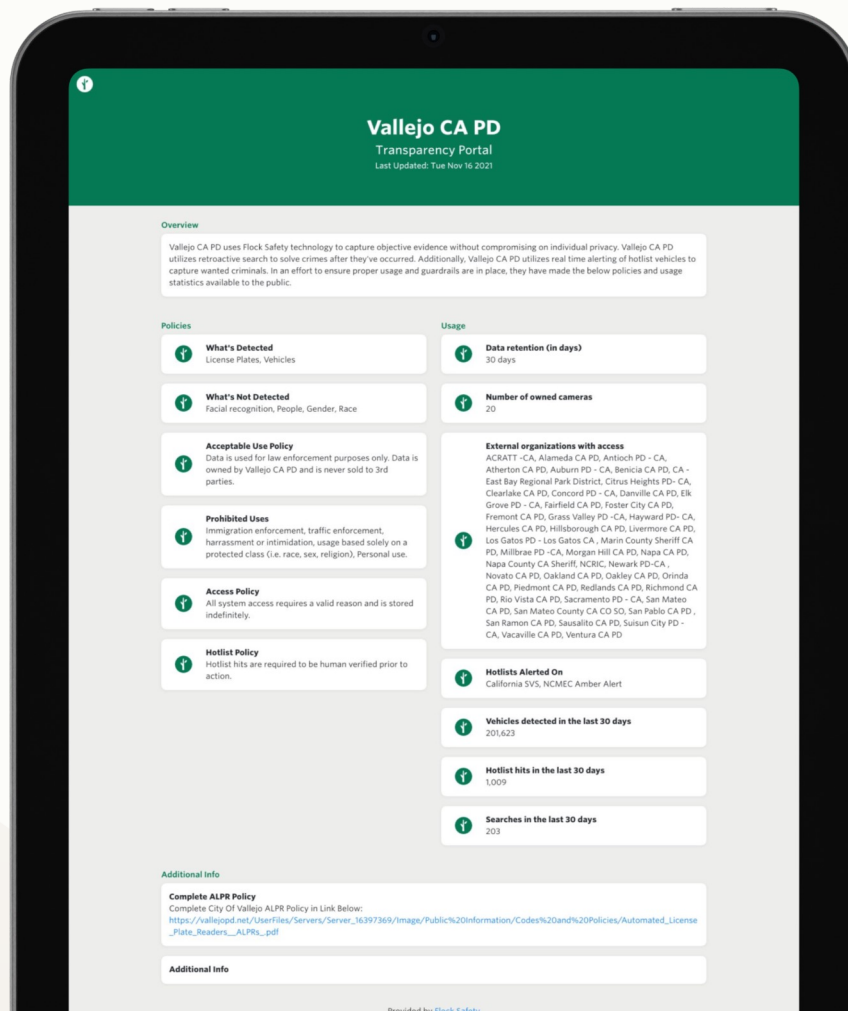 Vallejo CA PD
Transparency Portal
Last Updated: Tue Nov 16 2021
Overview
Vallejo CA PD uses Flock Safety technology to capture objective evidence without compromising on individual privacy. Vallejo CA PD
utilizes retroactive search to solve crimes after they've occurred. Additionally, Vallejo CA PD utilizes real time alerting of hotlist vehicles to
capture wanted criminals. In an effort to ensure proper usage and guardrails are in place, they have made the below policies and usage
statistics available to the public.
Policies
What's Detected
License Plates, Vehicles
What's Not Detected
Facial recognition, People, Gender, Race
Acceptable Use Policy
Data is used for law enforcement purposes only. Data is
owned by Vallejo CA PD and is never sold to 3rd
parties.
Prohibited Uses
Immigration enforcement, traffic enforcement,
harrassment or intimidation, usage based solely on a
protected class (i.e. race, sex, religion), Personal use.
Access Policy
All system access requires a valid reason and is stored
indefinitely.
Hotlist Policy
Hotlist hits are required to be human verified prior to
action.
Usage
Data retention (in days)
30 days
Number of owned cameras
20
External organizations with access
ACRATT -CA, Alameda CA PD, Antioch PD - CA,
Atherton CA PD, Auburn PD - CA, Benicia CA PD, CA -
East Bay Regional Park District, Citrus Heights PD- CA,
Clearlake CA PD, Concord PD - CA, Danville CA PD, Elk
Grove PD - CA, Fairfield CA PD, Foster City CA PD,
Fremont CA PD, Grass Valley PD -CA, Hayward PD- CA,
Hercules CA PD, Hillsborough CA PD, Livermore CA PD,
Los Gatos PD - Los Gatos CA , Marin County Sheriff CA
PD, Millbrae PD -CA, Morgan Hill CA PD, Napa CA PD,
Napa County CA Sheriff, NCRIC, Newark PD-CA ,
Novato CA PD, Oakland CA PD, Oakley CA PD, Orinda
CA PD, Piedmont CA PD, Redlands CA PD, Richmond CA
PD, Rio Vista CA PD, Sacramento PD - CA, San Mateo
CA PD, San Mateo County CA CO SO, San Pablo CA PD ,
San Ramon CA PD, Sausalito CA PD, Suisun City PD -
CA, Vacaville CA PD, Ventura CA PD
Hotlists Alerted On
California SVS, NCMEC Amber Alert
Vehicles detected in the last 30 days
201,623
Hotlist hits in the last 30 days
1,009
Searches in the last 30 days
203
Additional Info
Complete ALPR Policy
Complete City Of Vallejo ALPR Policy in Link Below:
https://vallejopd.net/UserFiles/Servers/Server_16397369/Image/Public%20Information/Codes%20and%20Policies/Automated_License
_Plate_Readers__ALPRs_.pdf
Additional Info
Provided by Flock Safety